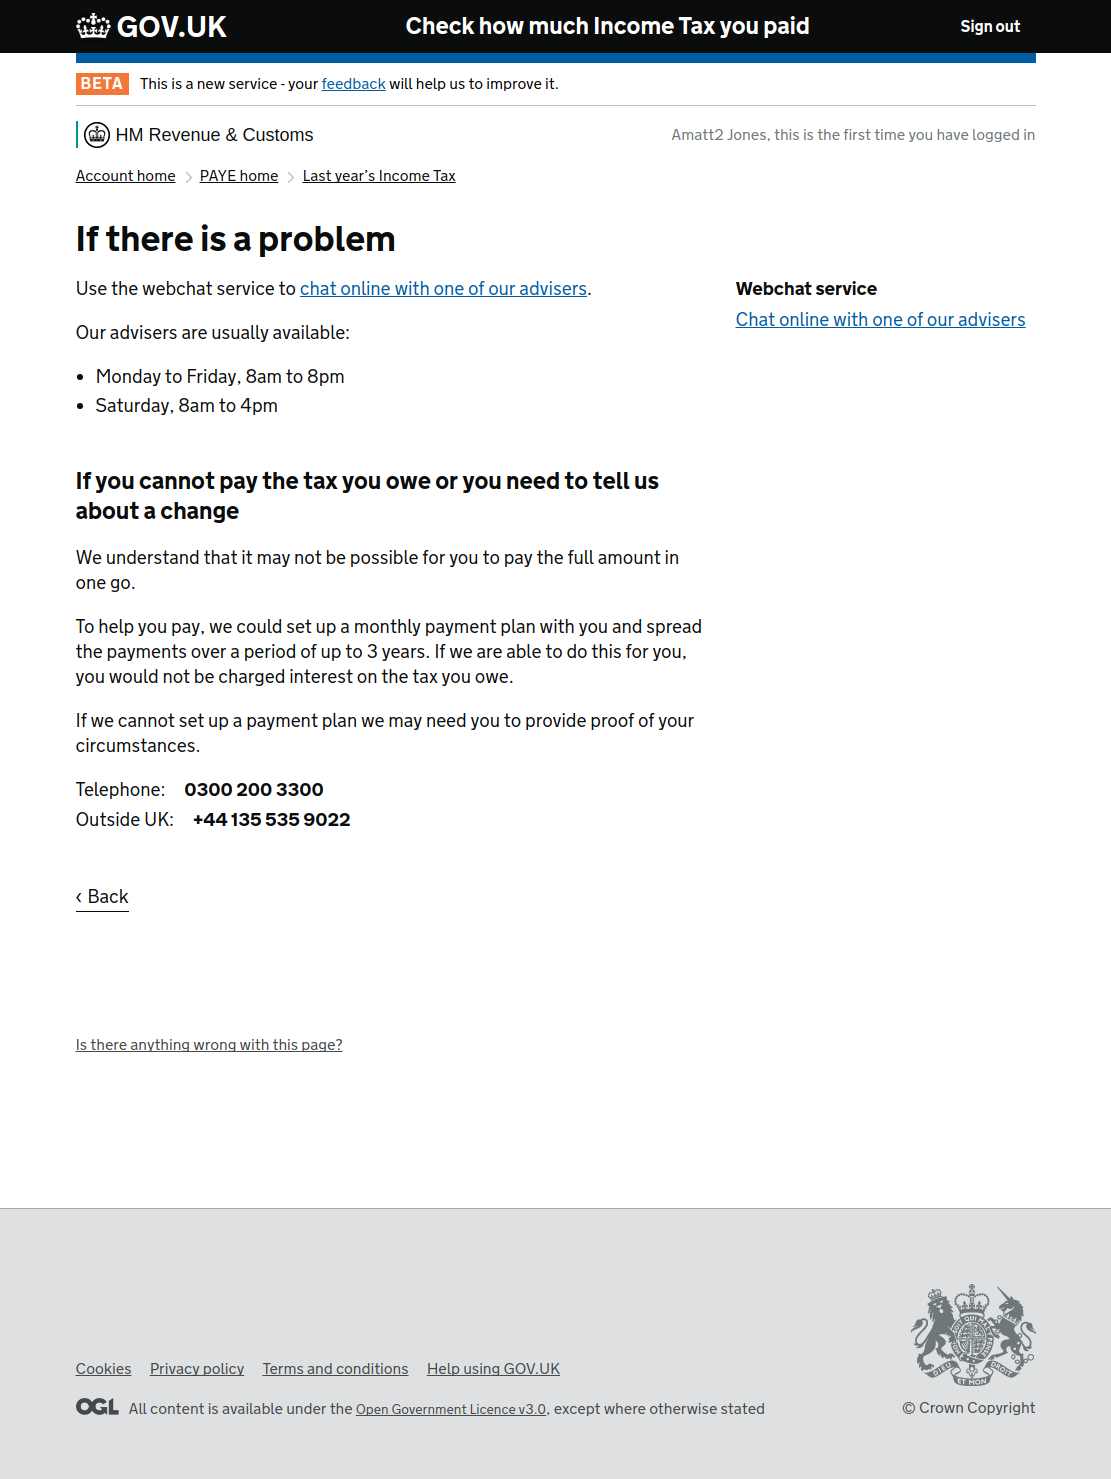 GOV.UK
Check how much Income Tax you paid
Sign out
BETA This is a new service - your feedback will help us to improve it.
HM Revenue & Customs
Amatt2 Jones, this is the first time you have logged in
Account home
PAYE home
Last year's Income Tax
If there is a problem
Use the webchat service to chat online with one of our advisers.
Our advisers are usually available:
• Monday to Friday, 8am to 8pm
• Saturday, 8am to 4pm
Webchat service
Chat online with one of our advisers
If you cannot pay the tax you owe or you need to tell us
about a change
We understand that it may not be possible for you to pay the full amount in
one go.
To help you pay, we could set up a monthly payment plan with you and spread
the payments over a period of up to 3 years. If we are able to do this for you,
you would not be charged interest on the tax you owe.
If we cannot set up a payment plan we may need you to provide proof of your
circumstances.
Telephone: 0300 200 3300
Outside UK: +44 135 535 9022
‹ Back
Is there anything wrong with this page?
Cookies
Privacy policy
Terms and conditions
Help using GOV.UK
OGL All content is available under the Open Government Licence v3.0, except where otherwise stated
DIEU ET MON DROIT
© Crown Copyright